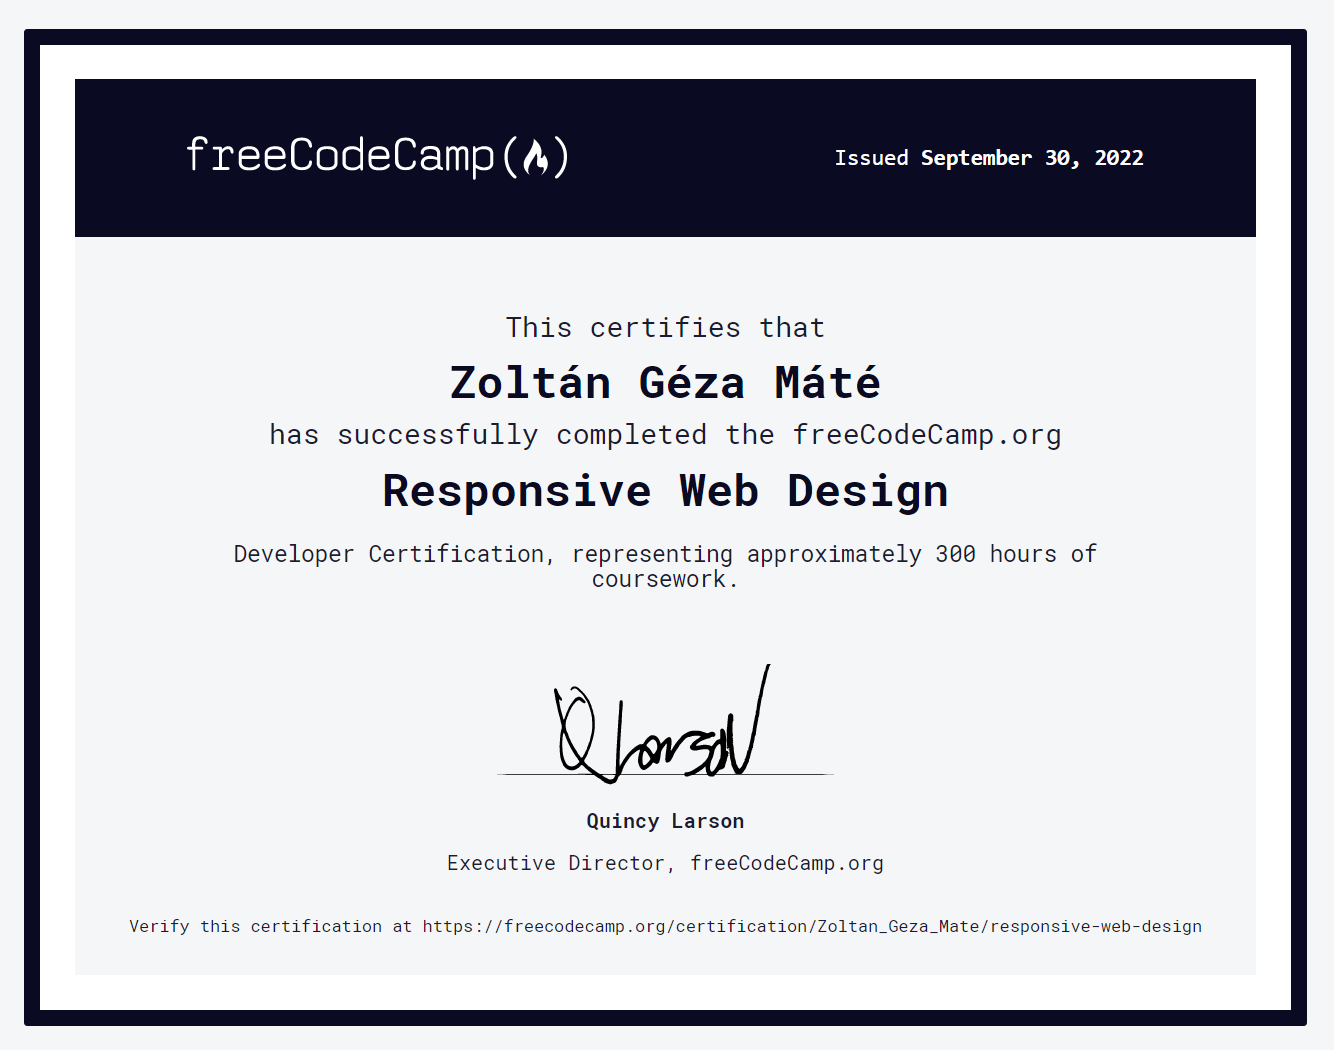 freeCodeCamp()
Issued September 30, 2022
This certifies that
Zoltán Géza Máté
has successfully completed the freeCodeCamp.org
Responsive Web Design
Developer Certification, representing approximately 300 hours of
coursework.
Q Larson
Quincy Larson
Executive Director, freeCodeCamp.org
Verify this certification at https://freecodecamp.org/certification/Zoltan_Geza_Mate/responsive-web-design